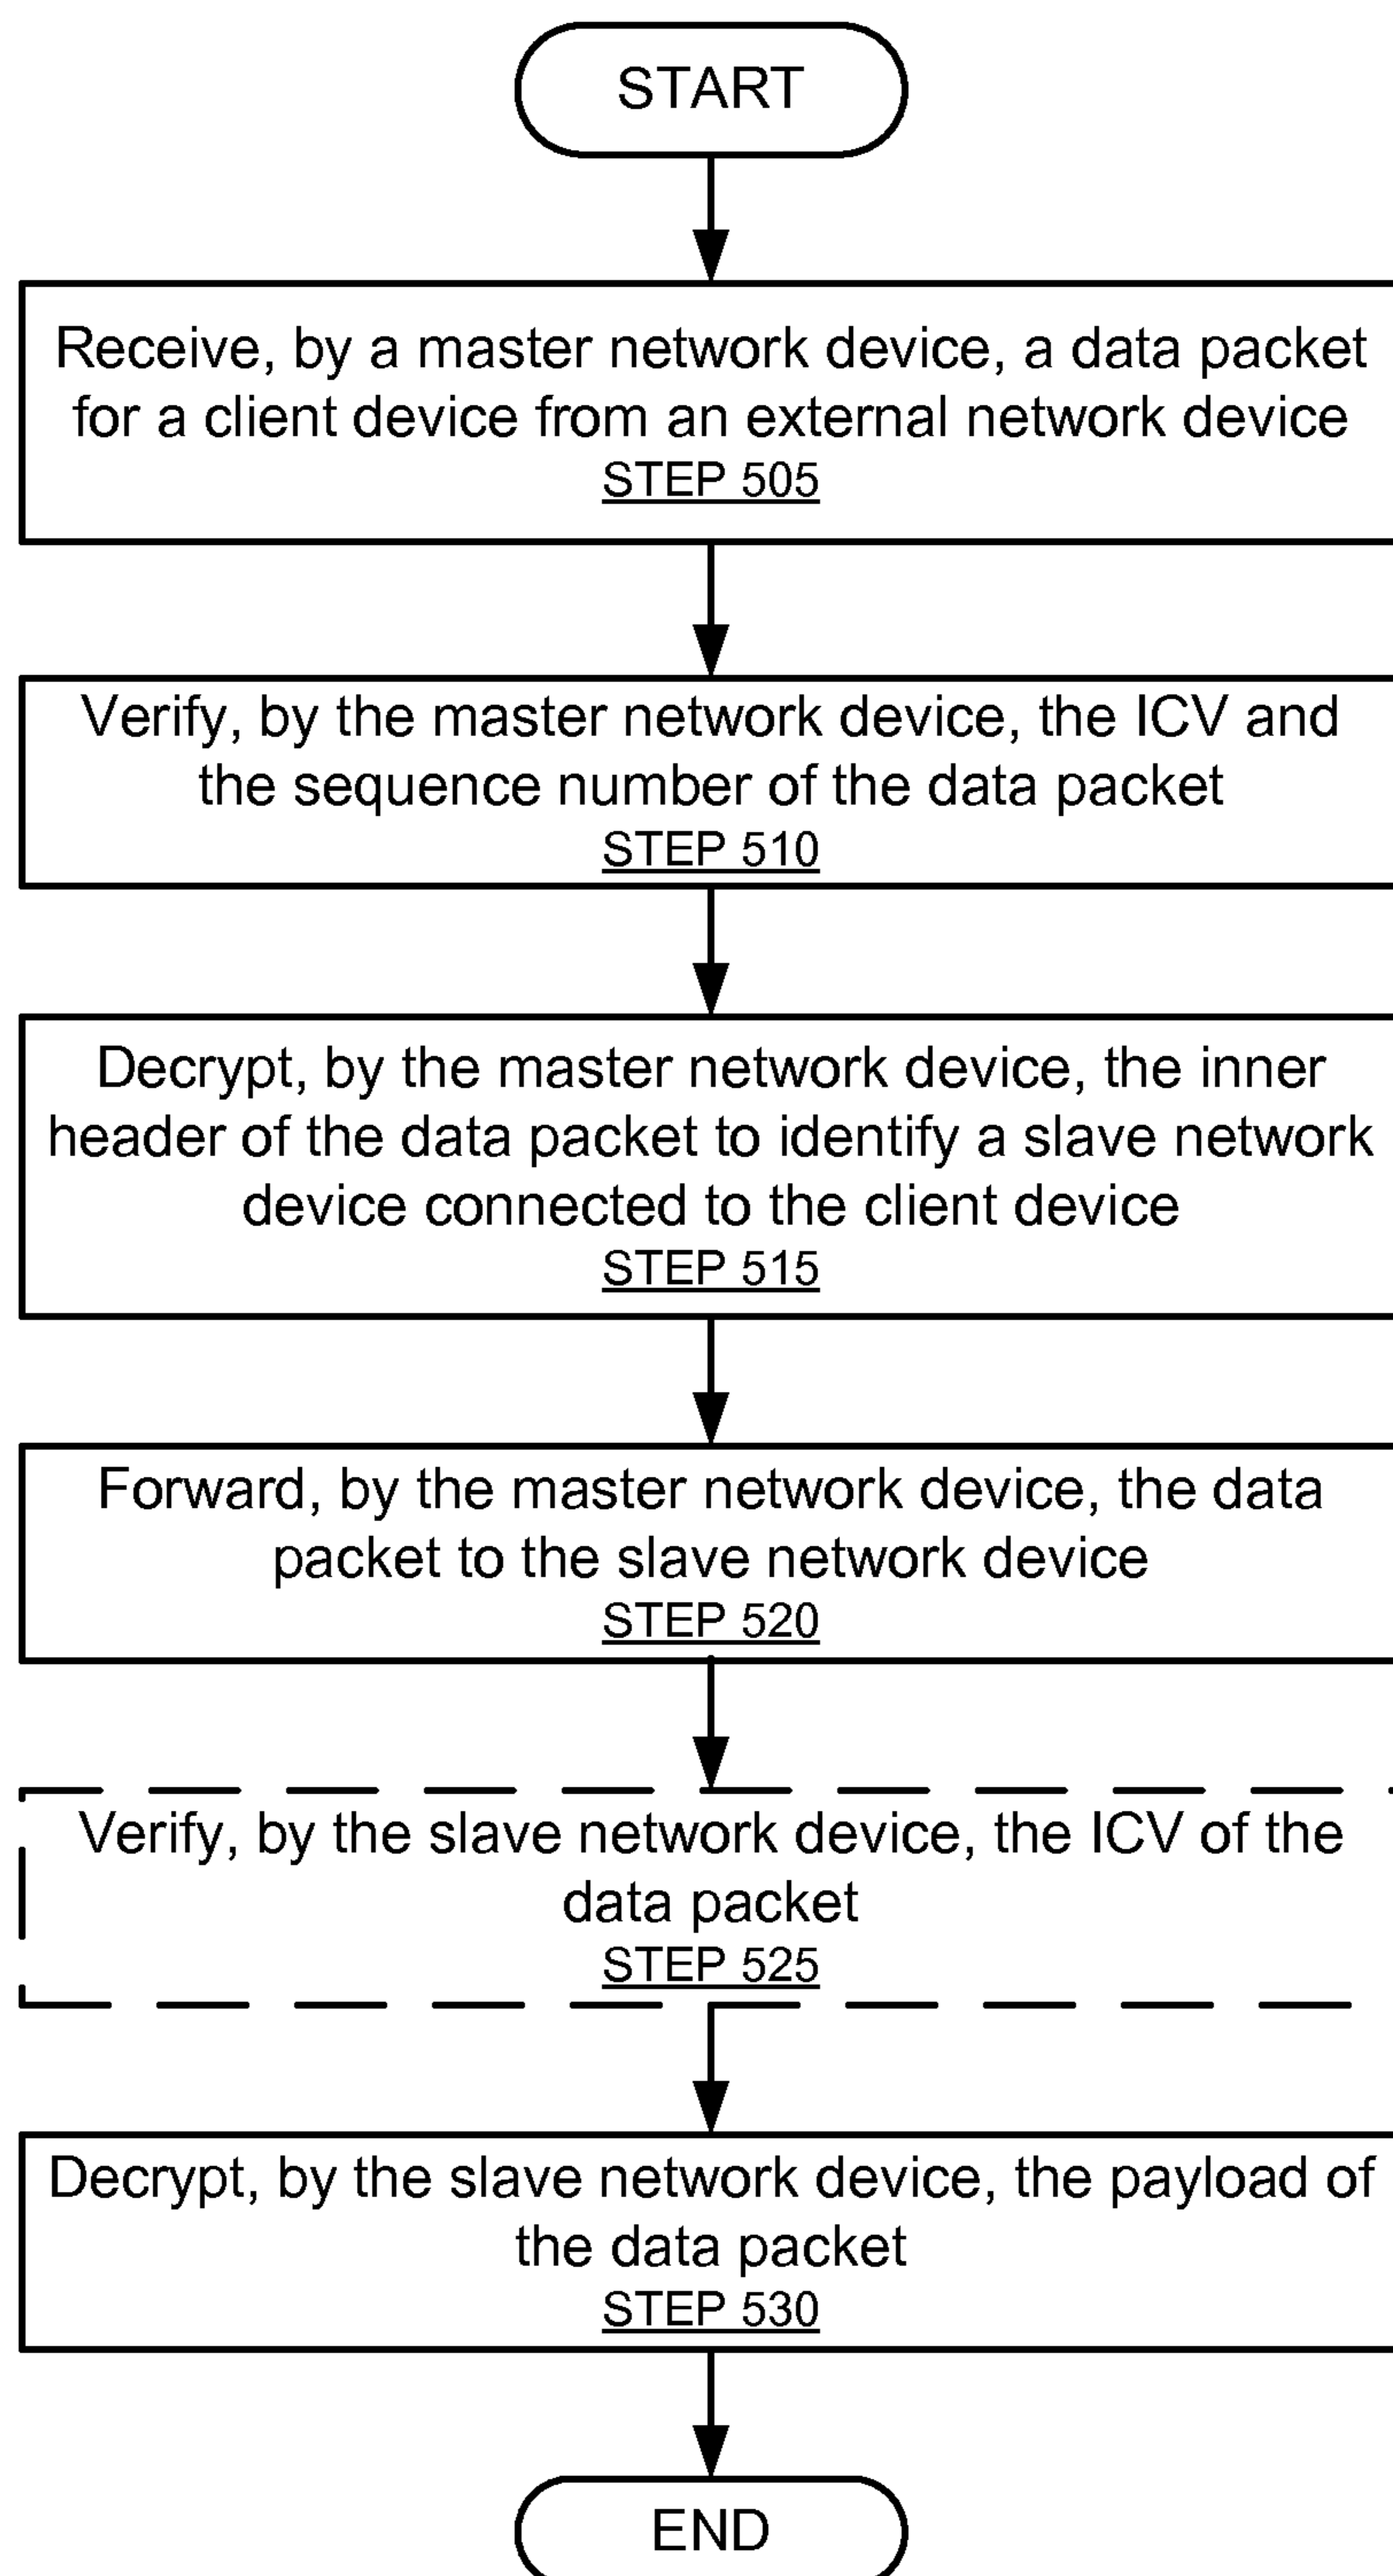 START
Receive, by a master network device, a data packet
for a client device from an external network device
STEP 505
Verify, by the master network device, the ICV and
the sequence number of the data packet
STEP 510
Decrypt, by the master network device, the inner
header of the data packet to identify a slave network
device connected to the client device
STEP 515
Forward, by the master network device, the data
packet to the slave network device
STEP 520
Verify, by the slave network device, the ICV of the
data packet
STEP 525
Decrypt, by the slave network device, the payload of
the data packet
STEP 530
END